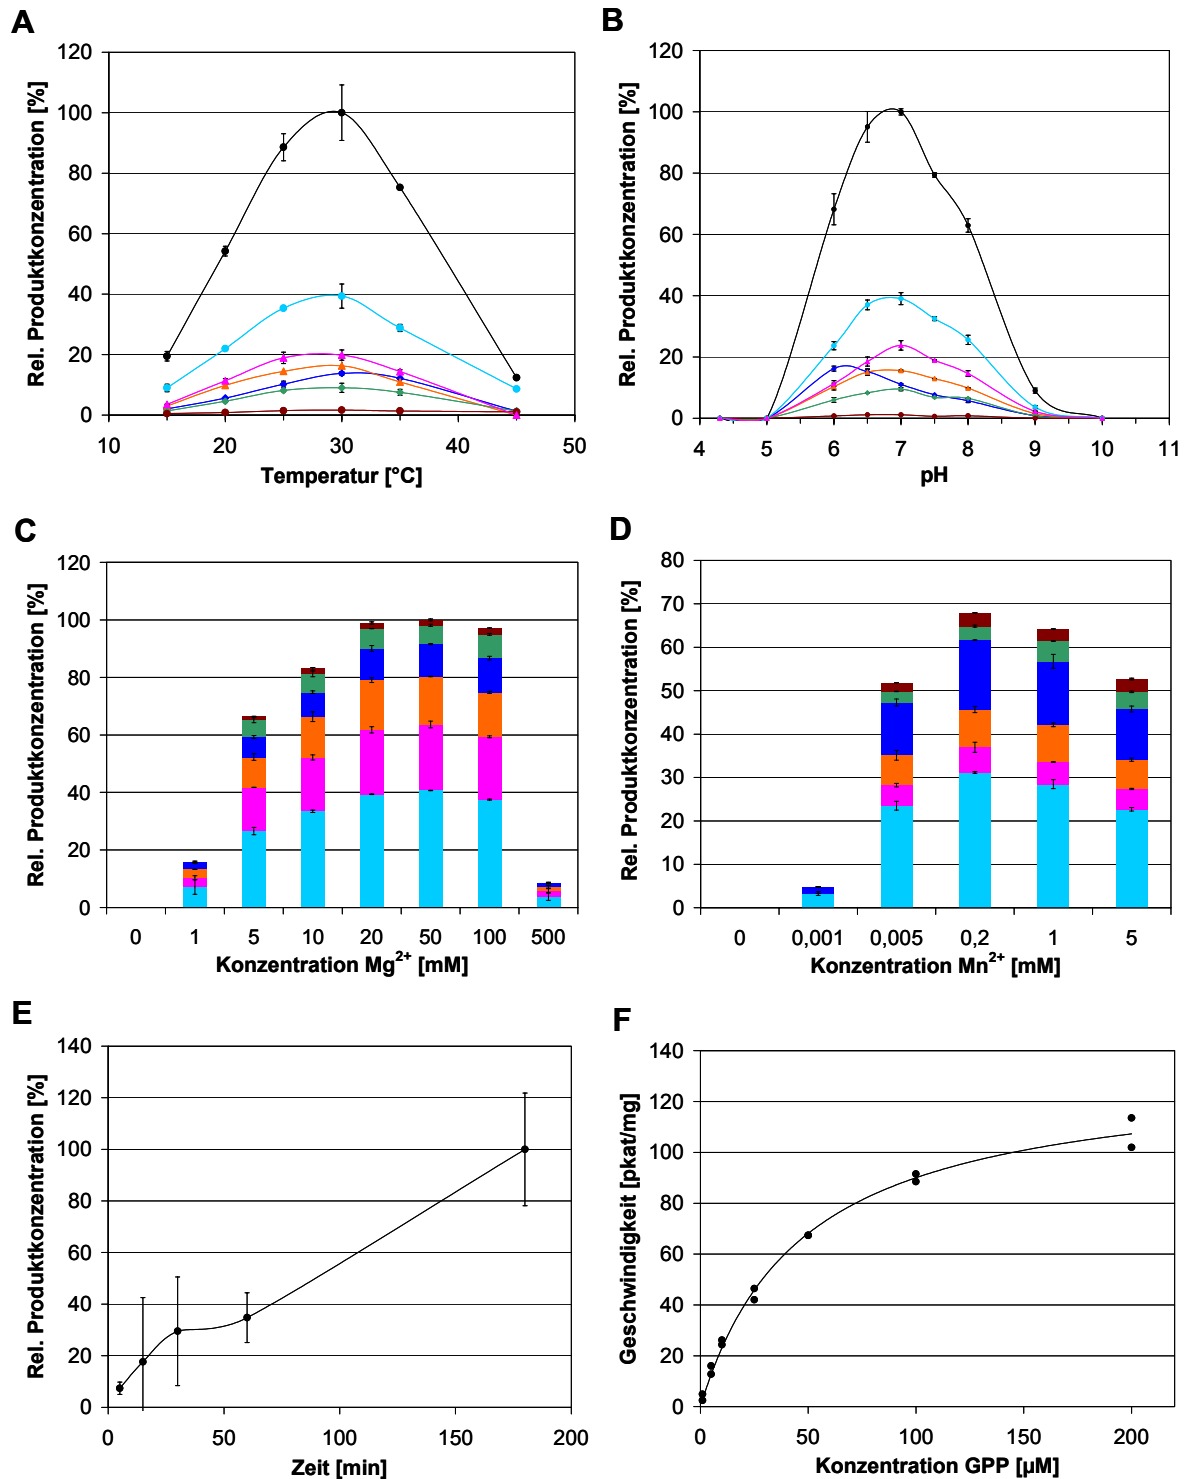 A
Rel. Produktkonzentration [%]
120
100
80
60
40
20
0
10 20 30 40 50
Temperatur [°C]
B
Rel. Produktkonzentration [%]
120
100
80
60
40
20
0
4 5 6 7 8 9 10 11
pH
C
Rel. Produktkonzentration [%]
120
100
80
60
40
20
0
0 1 5 10 20 50 100 500
Konzentration Mg²⁺ [mM]
D
Rel. Produktkonzentration [%]
80
70
60
50
40
30
20
10
0
0 0,001 0,005 0,2 1 5
Konzentration Mn²⁺ [mM]
E
Rel. Produktkonzentration [%]
140
120
100
80
60
40
20
0
0 50 100 150 200
Zeit [min]
F
Geschwindigkeit [pkat/mg]
140
120
100
80
60
40
20
0
0 50 100 150 200
Konzentration GPP [µM]